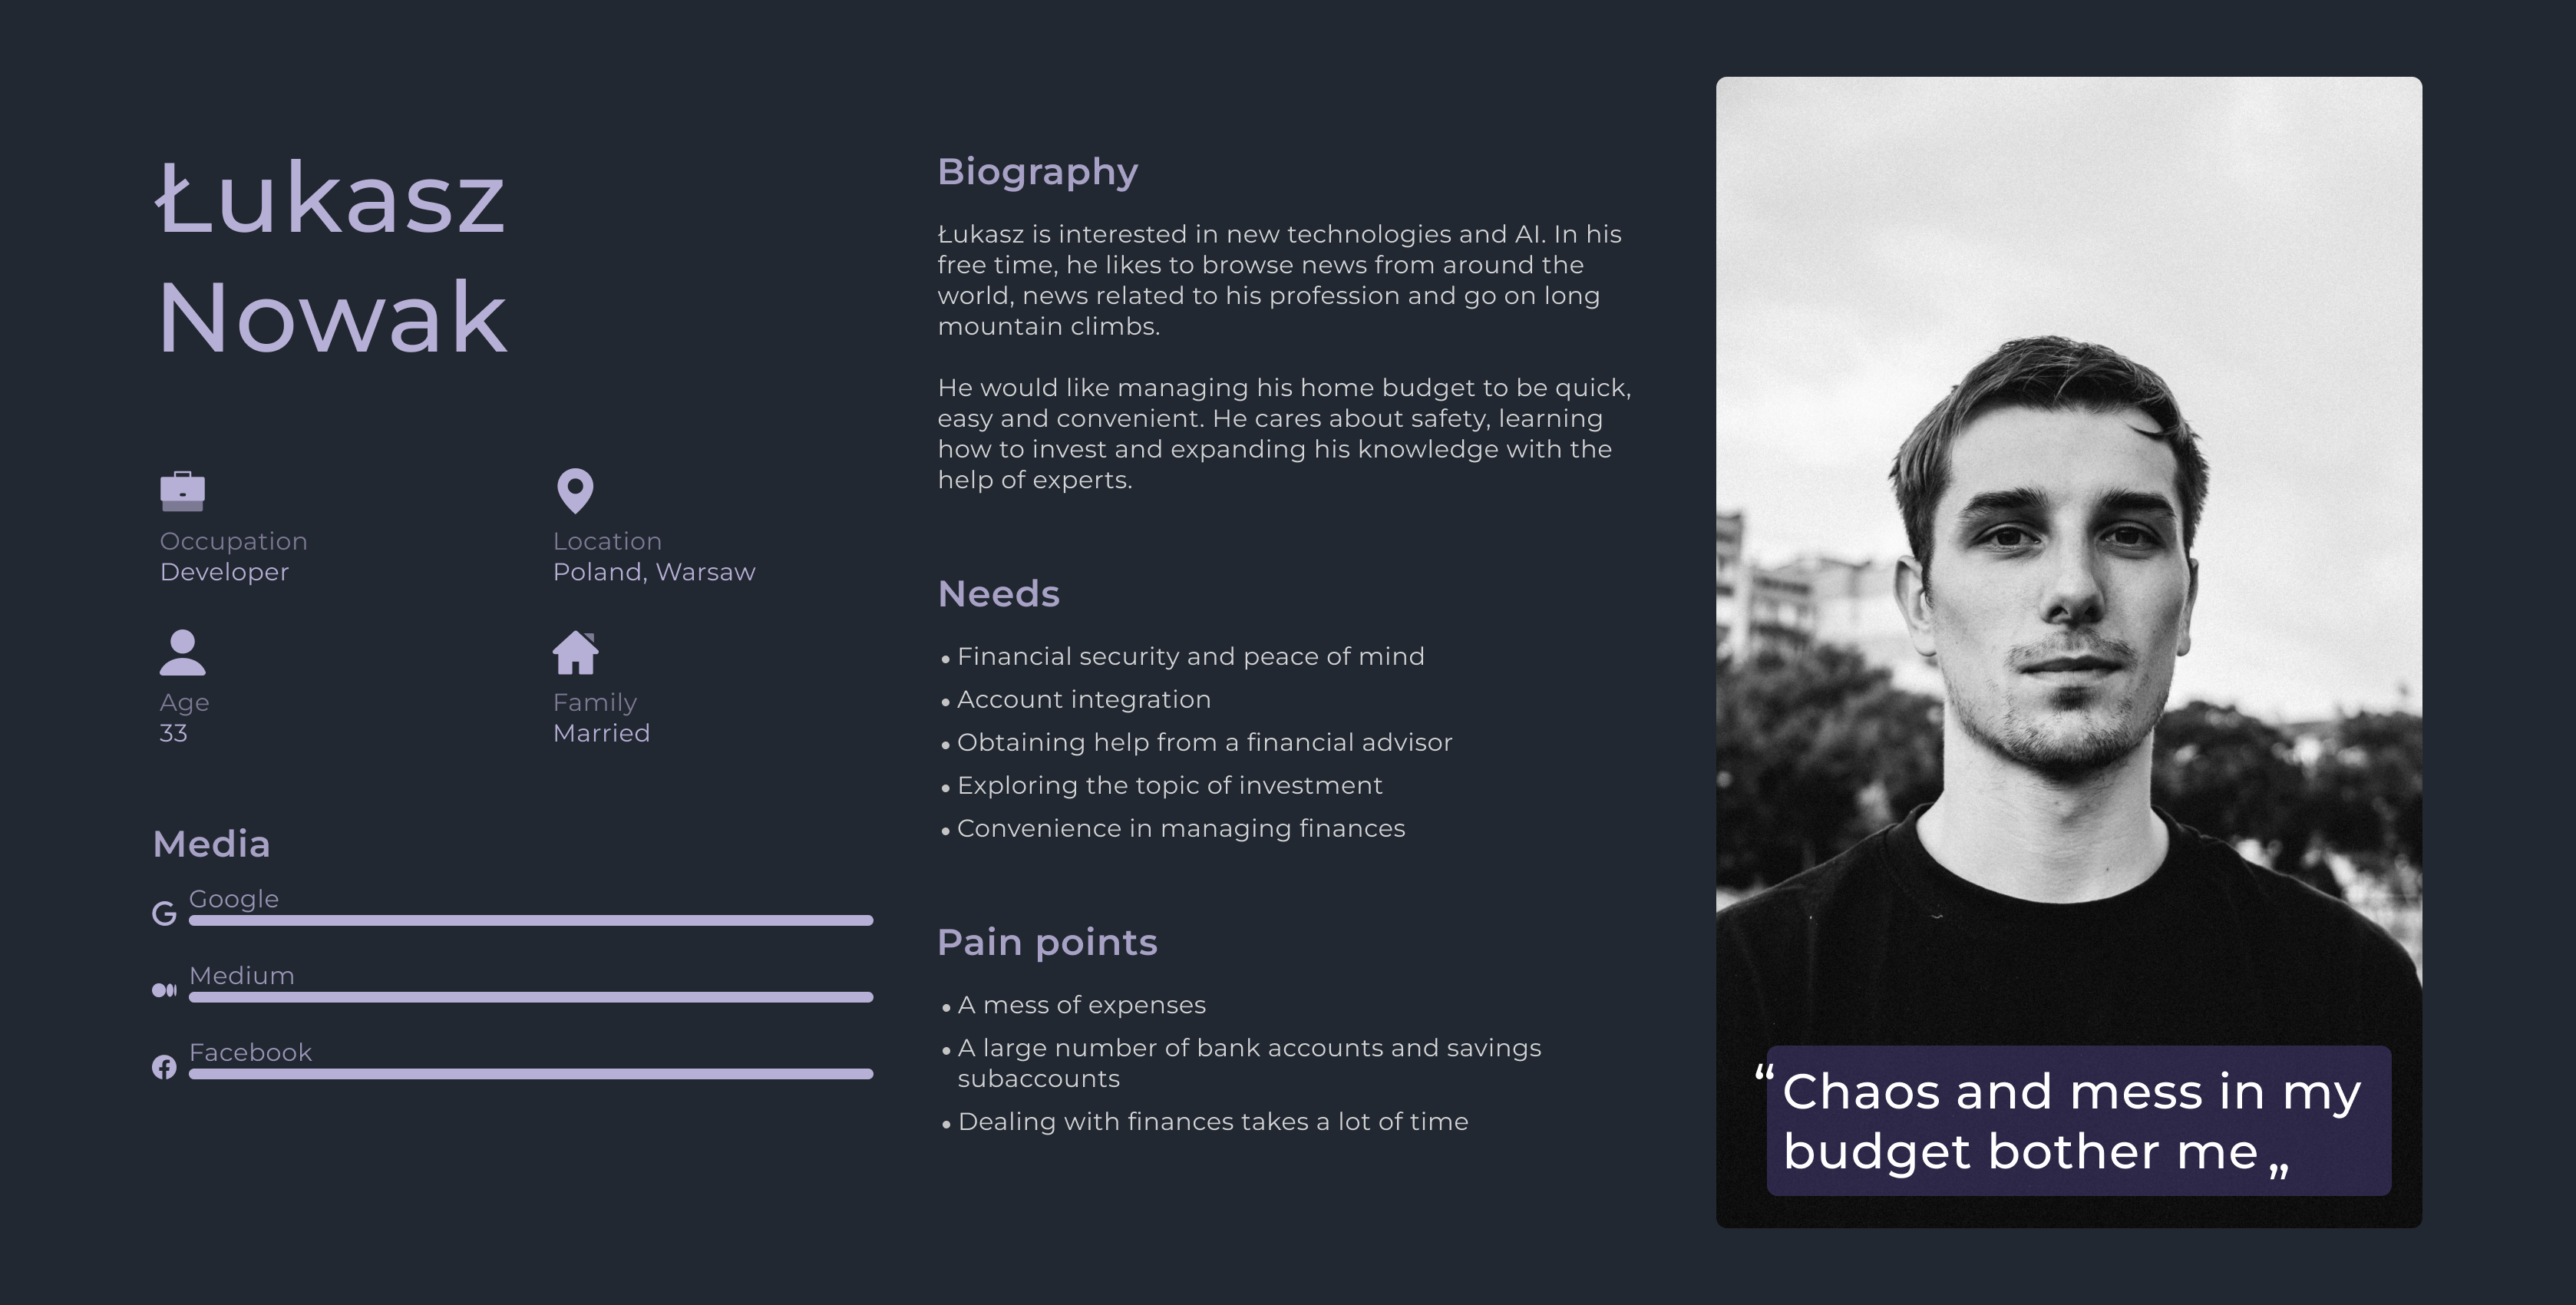 Łukasz
Nowak
Occupation
Developer
Location
Poland, Warsaw
Age
33
Family
Married
Media
Google
Medium
Facebook
Biography
Łukasz is interested in new technologies and AI. In his
free time, he likes to browse news from around the
world, news related to his profession and go on long
mountain climbs.
He would like managing his home budget to be quick,
easy and convenient. He cares about safety, learning
how to invest and expanding his knowledge with the
help of experts.
Needs
• Financial security and peace of mind
• Account integration
• Obtaining help from a financial advisor
• Exploring the topic of investment
• Convenience in managing finances
Pain points
• A mess of expenses
• A large number of bank accounts and savings
subaccounts
• Dealing with finances takes a lot of time
“Chaos and mess in my
budget bother me„